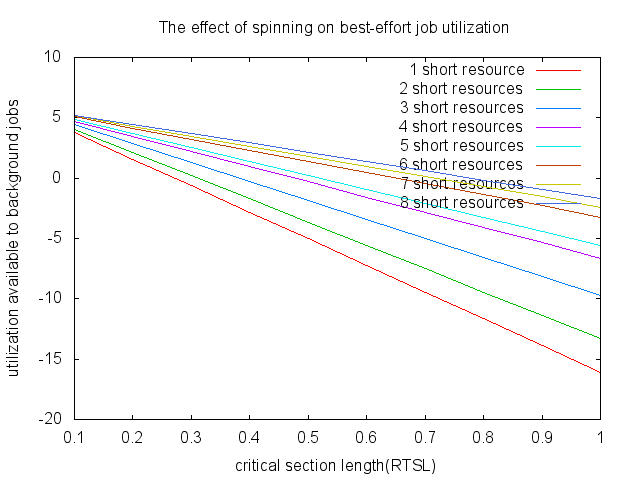 The effect of spinning on best-effort job utilization
10
5
0
-5
-10
-15
-20
utilization available to background jobs
1 short resource
2 short resources
3 short resources
4 short resources
5 short resources
6 short resources
7 short resources
8 short resources
0.1 0.2 0.3 0.4 0.5 0.6 0.7 0.8 0.9 1
critical section length(RTSL)